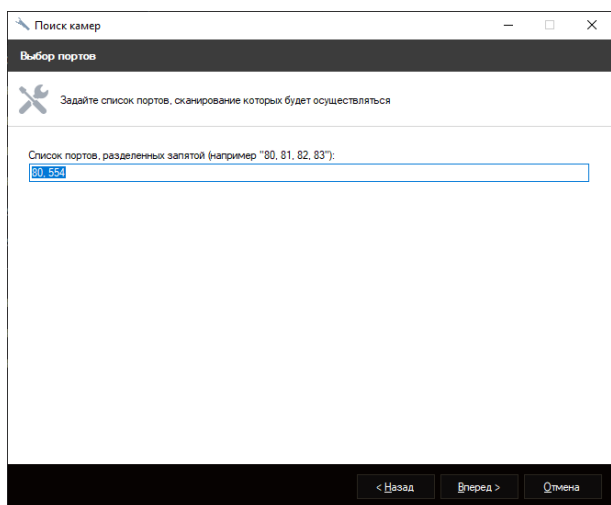 Поиск камер
Выбор портов
Задайте список портов, сканирование которых будет осуществляться
Список портов, разделенных запятой (например "80, 81, 82, 83"):
80, 554
< Назад Вперед > Отмена